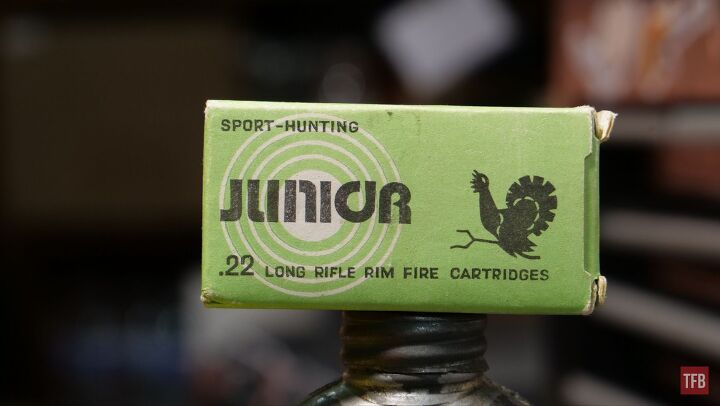 SPORT-HUNTING
JUNIOR
.22 LONG RIFLE RIM FIRE CARTRIDGES
TFB